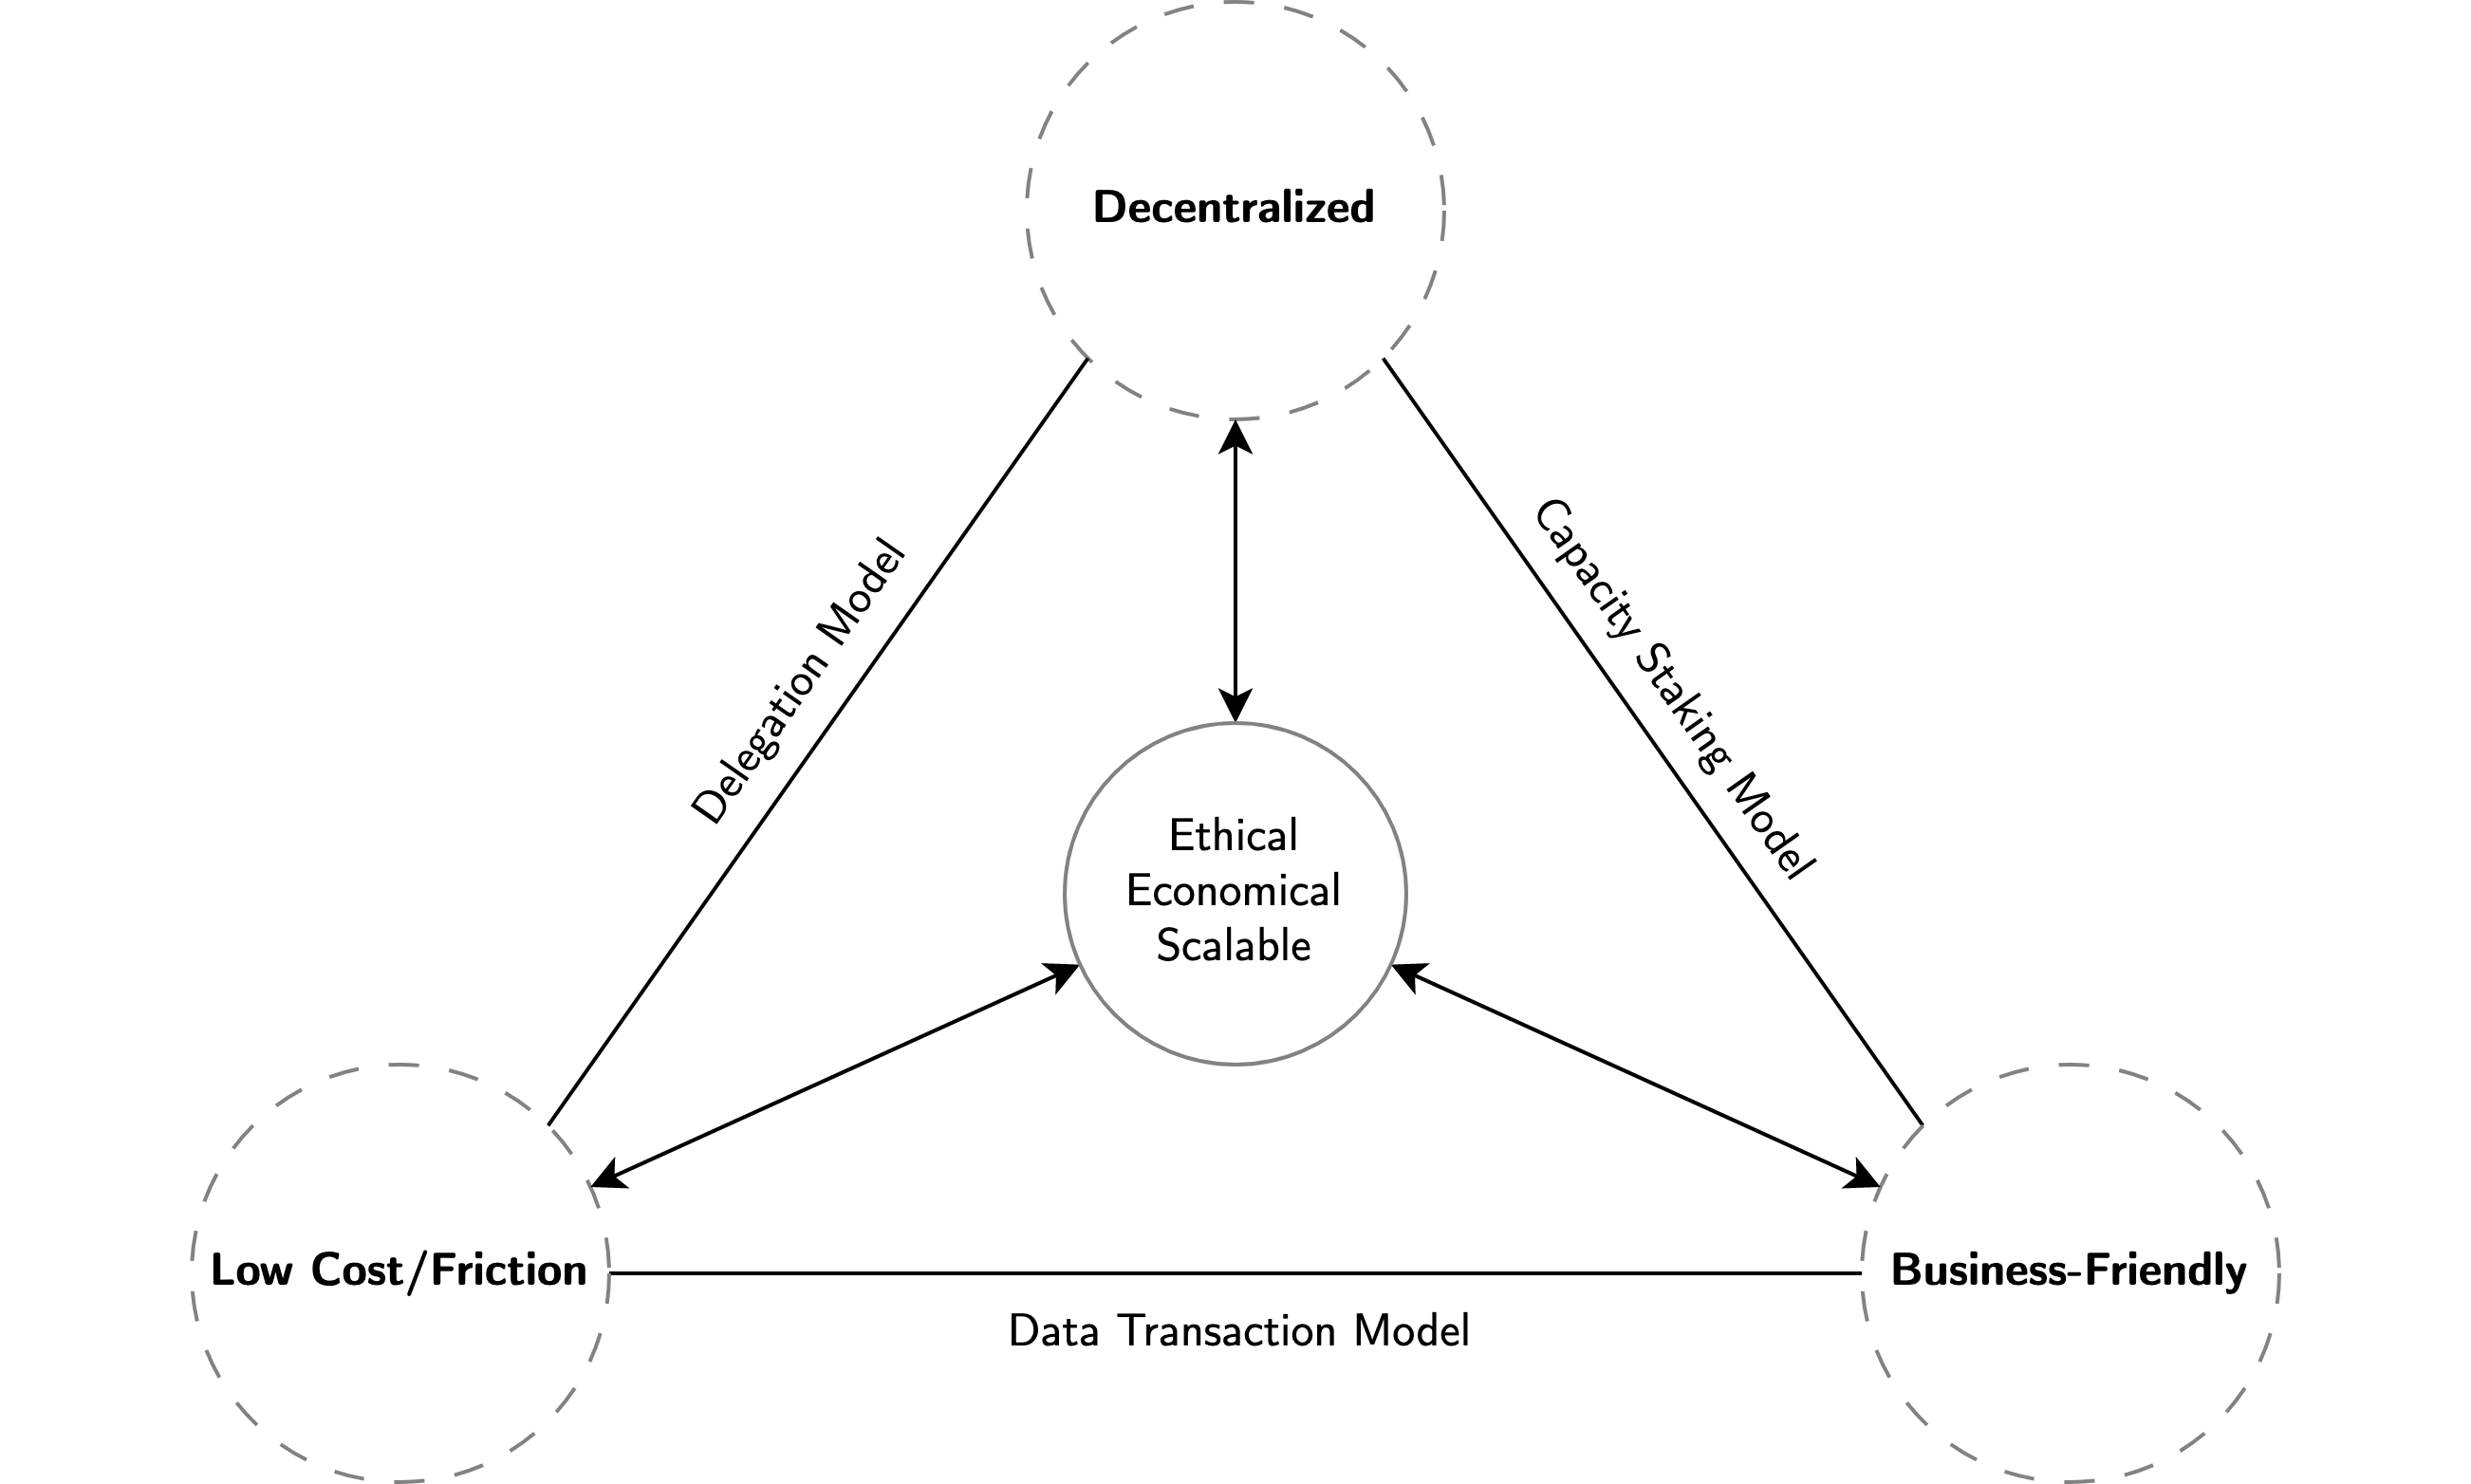 Decentralized
Delegation Model
Capacity Staking Model
Ethical
Economical
Scalable
Low Cost/Friction
Business-Friendly
Data Transaction Model